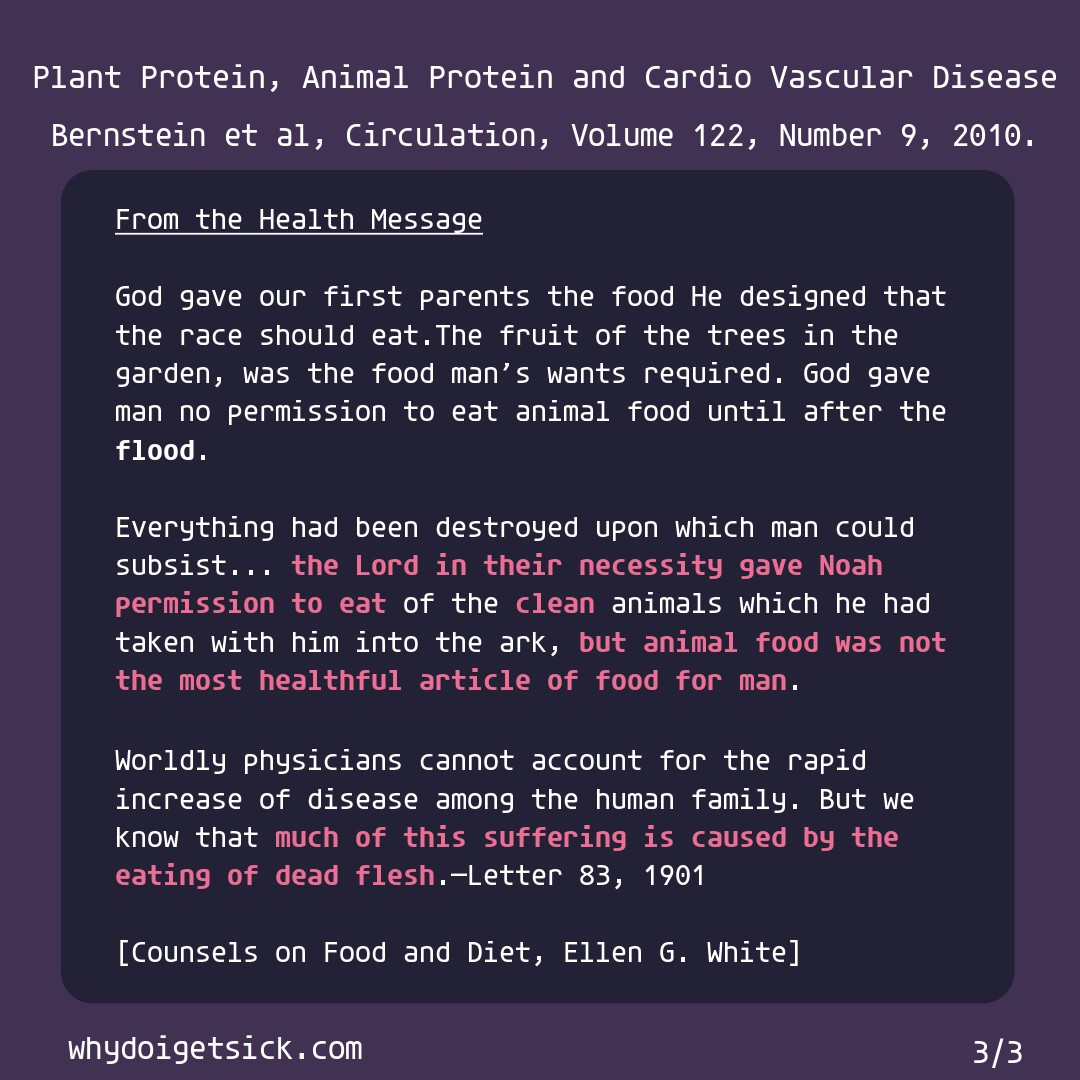 Plant Protein, Animal Protein and Cardio Vascular Disease
Bernstein et al, Circulation, Volume 122, Number 9, 2010.
From the Health Message
God gave our first parents the food He designed that
the race should eat.The fruit of the trees in the
garden, was the food man’s wants required. God gave
man no permission to eat animal food until after the
flood.
Everything had been destroyed upon which man could
subsist... the Lord in their necessity gave Noah
permission to eat of the clean animals which he had
taken with him into the ark, but animal food was not
the most healthful article of food for man.
Worldly physicians cannot account for the rapid
increase of disease among the human family. But we
know that much of this suffering is caused by the
eating of dead flesh.—Letter 83, 1901
[Counsels on Food and Diet, Ellen G. White]
whydoigetsick.com
3/3